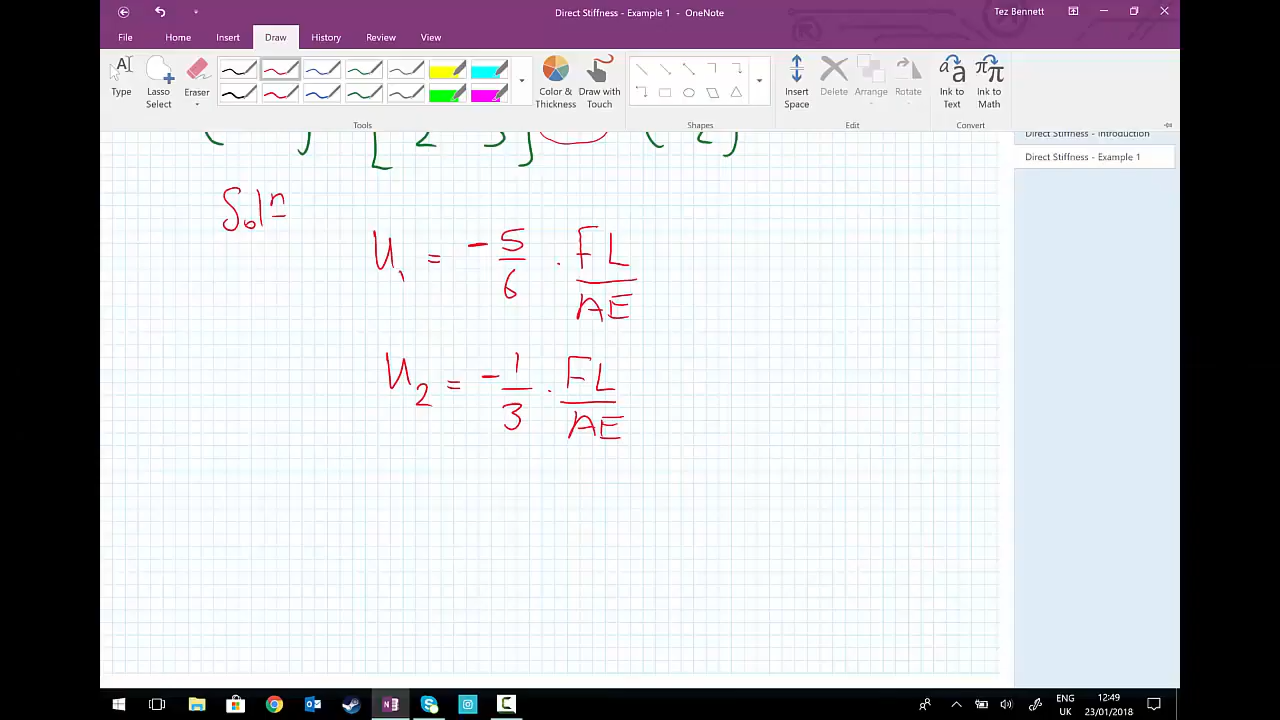 Direct Stiffness - Example 1 - OneNote
Tez Bennett
File Home Insert Draw History Review View
Type
Lasso Select
Eraser
Color & Thickness
Draw with Touch
Insert Space
Delete
Arrange
Rotate
Ink to Text
Ink to Math
Tools
Shapes
Edit
Convert
Direct Stiffness - Introduction
Direct Stiffness - Example 1
Solⁿ
U₁ = -5/6 · FL/AE
U₂ = -1/3 · FL/AE
ENG
UK
12:49
23/01/2018